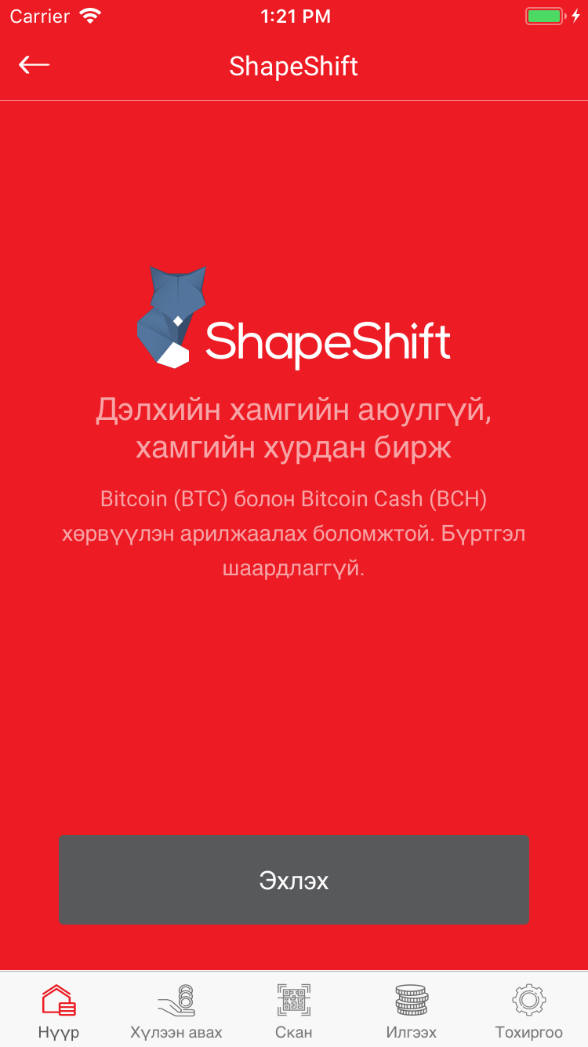 Carrier 1:21 PM
ShapeShift
ShapeShift
Дэлхийн хамгийн аюулгүй,
хамгийн хурдан бирж
Bitcoin (BTC) болон Bitcoin Cash (BCH)
хөрвүүлэн арилжаалах боломжтой. Бүртгэл
шаардлаггүй.
Эхлэх
Нүүр Хүлээн авах Скан Илгээх Тохиргоо